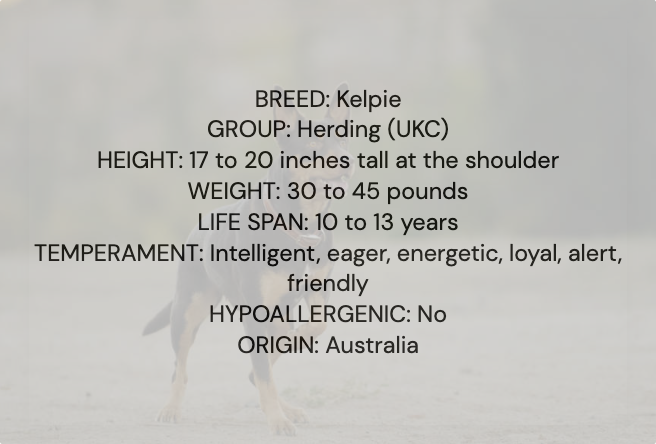 BREED: Kelpie
GROUP: Herding (UKC)
HEIGHT: 17 to 20 inches tall at the shoulder
WEIGHT: 30 to 45 pounds
LIFE SPAN: 10 to 13 years
TEMPERAMENT: Intelligent, eager, energetic, loyal, alert,
friendly
HYPOALLERGENIC: No
ORIGIN: Australia